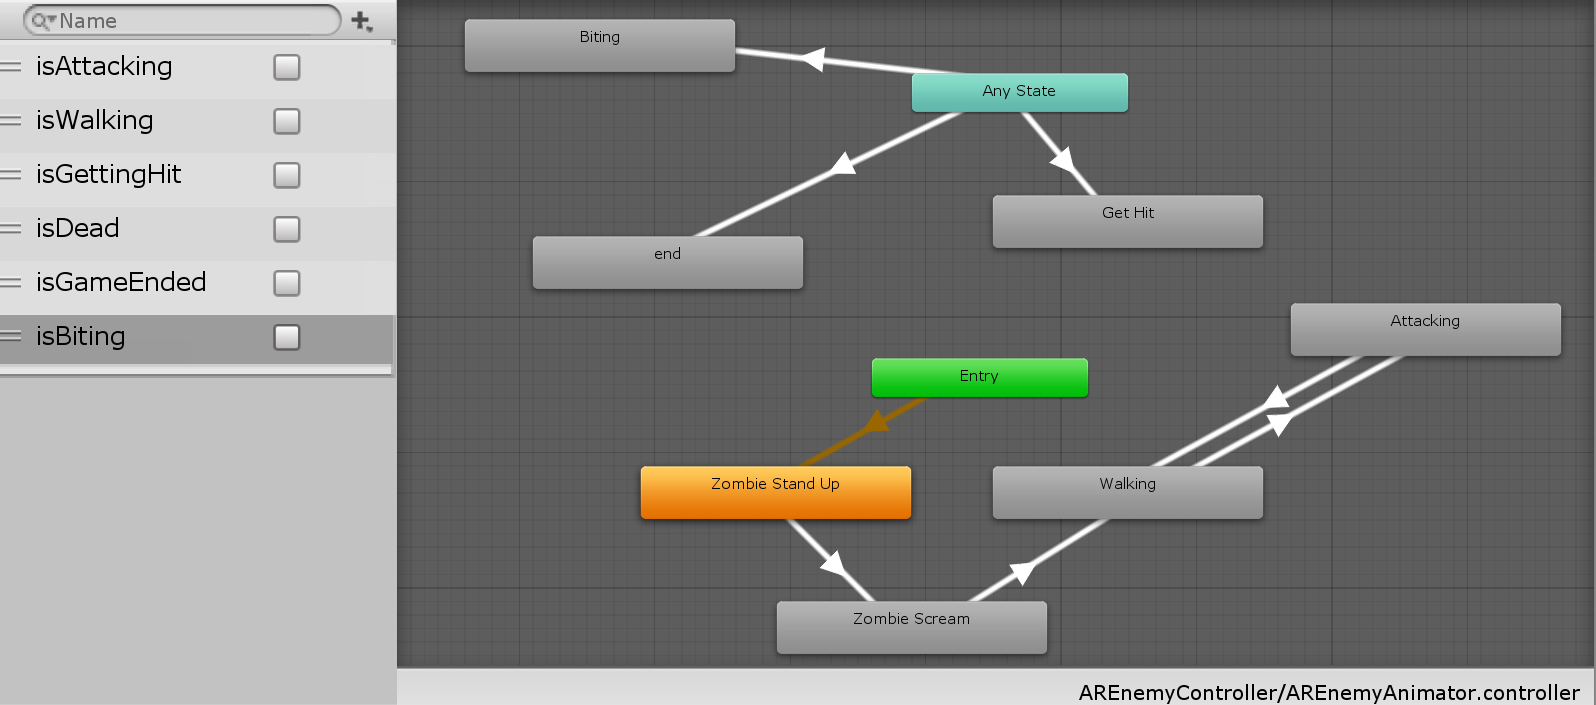 Name
isAttacking
isWalking
isGettingHit
isDead
isGameEnded
isBiting
Biting
Any State
Get Hit
end
Attacking
Entry
Zombie Stand Up
Walking
Zombie Scream
AREnemyController/AREnemyAnimator.controller